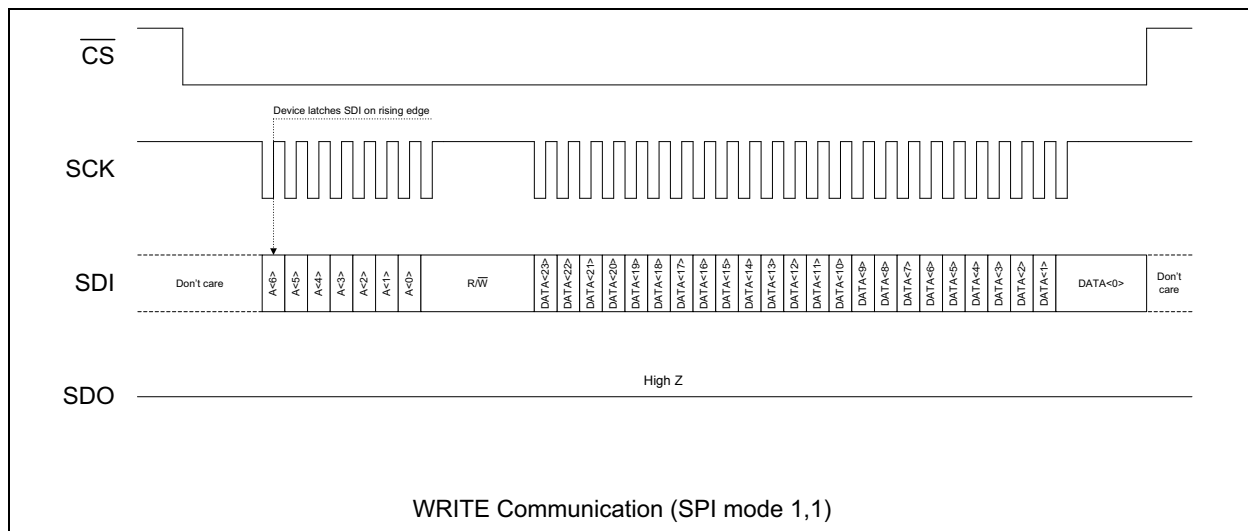 CS
Device latches SDI on rising edge
SCK
SDI
Don't care
A<6>
A<5>
A<4>
A<3>
A<2>
A<1>
A<0>
R/W
DATA<23>
DATA<22>
DATA<21>
DATA<20>
DATA<19>
DATA<18>
DATA<17>
DATA<16>
DATA<15>
DATA<14>
DATA<13>
DATA<12>
DATA<11>
DATA<10>
DATA<9>
DATA<8>
DATA<7>
DATA<6>
DATA<5>
DATA<4>
DATA<3>
DATA<2>
DATA<1>
DATA<0>
Don't
care
High Z
SDO
WRITE Communication (SPI mode 1,1)